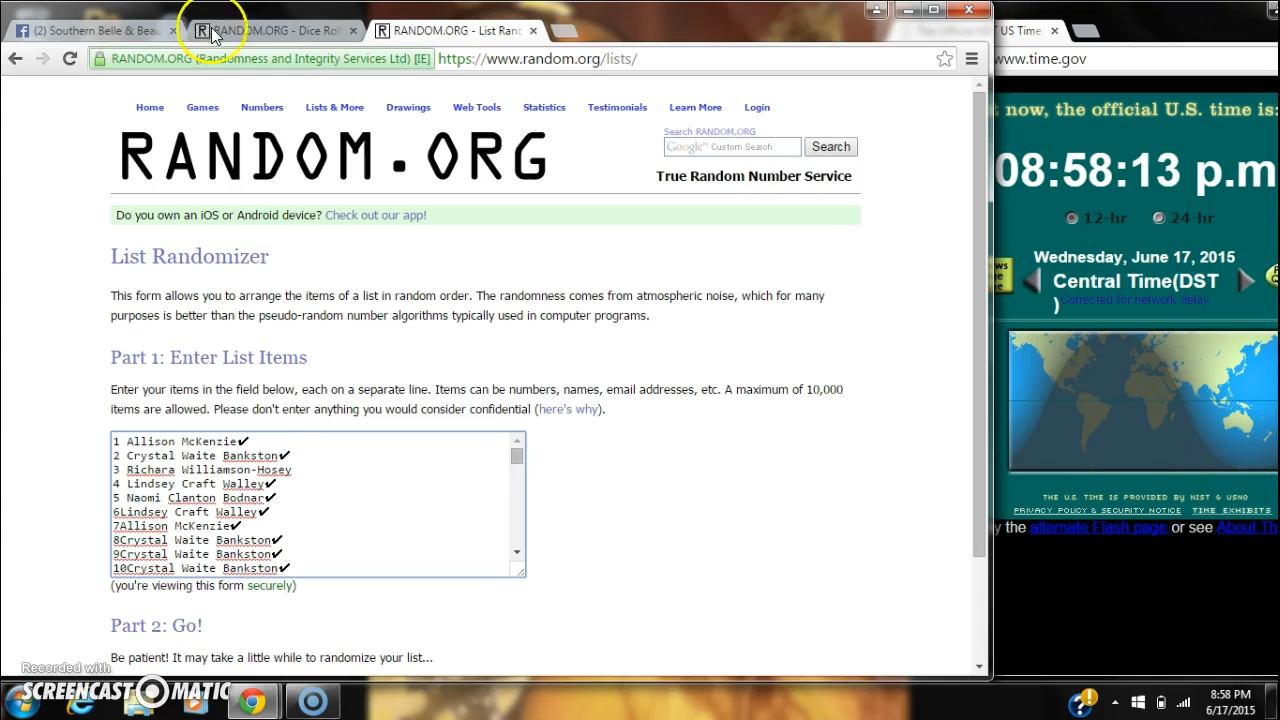 (2) Southern Belle & Beau
RANDOM.ORG - Dice Roll
RANDOM.ORG - List Ran
US Time
RANDOM.ORG (Randomness and Integrity Services Ltd) [IE]
https://www.random.org/lists/
www.time.gov
Home Games Numbers Lists & More Drawings Web Tools Statistics Testimonials Learn More Login
RANDOM.ORG
Search RANDOM.ORG
Google™ Custom Search
Search
True Random Number Service
Do you own an iOS or Android device? Check out our app!
List Randomizer
This form allows you to arrange the items of a list in random order. The randomness comes from atmospheric noise, which for many
purposes is better than the pseudo-random number algorithms typically used in computer programs.
Part 1: Enter List Items
Enter your items in the field below, each on a separate line. Items can be numbers, names, email addresses, etc. A maximum of 10,000
items are allowed. Please don't enter anything you would consider confidential (here's why).
1 Allison McKenzie✔
2 Crystal Waite Bankston✔
3 Richara Williamson-Hosey
4 Lindsey Craft Walley✔
5 Naomi Clanton Bodnar✔
6Lindsey Craft Walley✔
7Allison McKenzie✔
8Crystal Waite Bankston✔
9Crystal Waite Bankston✔
10Crystal Waite Bankston✔
(you're viewing this form securely)
Part 2: Go!
Be patient! It may take a little while to randomize your list...
t now, the official U.S. time is:
08:58:13 p.m
12-hr 24-hr
Wednesday, June 17, 2015
Central Time(DST
)
Corrected for network delay
THE U.S. TIME IS PROVIDED BY NIST & USNO
PRIVACY POLICY & SECURITY NOTICE TIME EXHIBITS
y the alternate Flash page or see About Th
Recorded with
SCREENCAST-O-MATIC
8:58 PM
6/17/2015